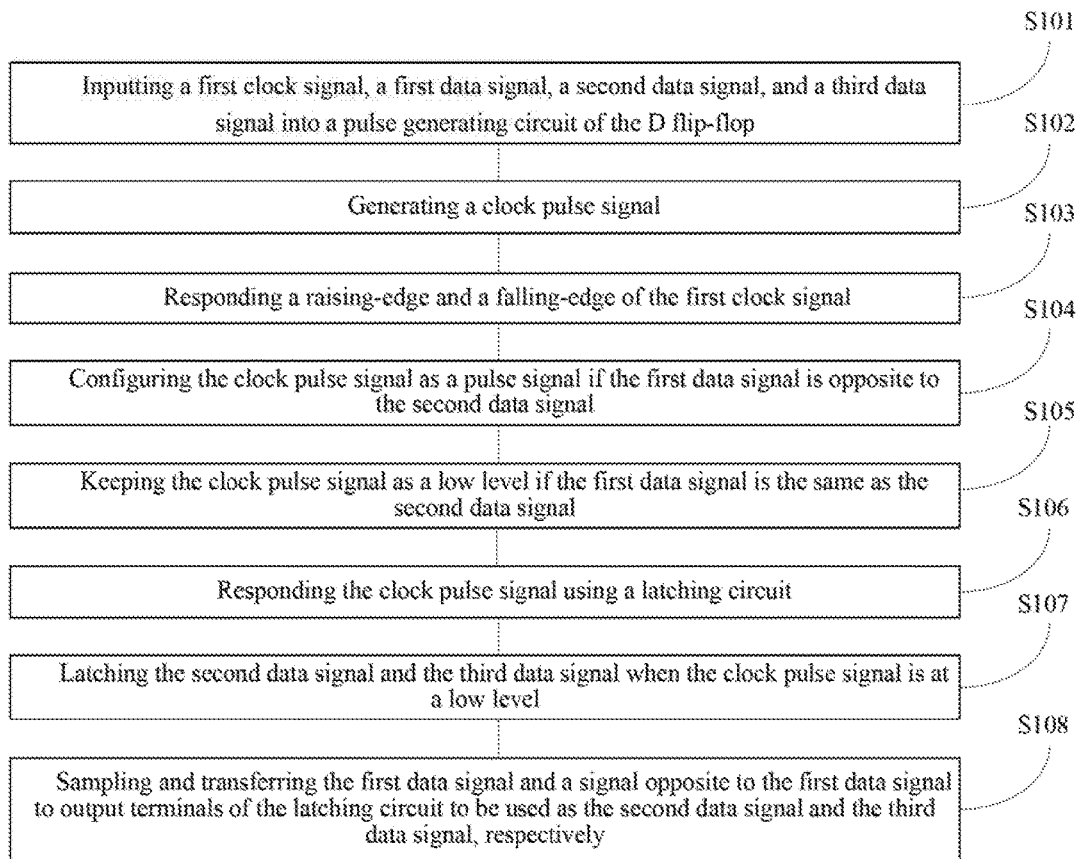 S101
Inputting a first clock signal, a first data signal, a second data signal, and a third data
signal into a pulse generating circuit of the D flip-flop
S102
Generating a clock pulse signal
S103
Responding a raising-edge and a falling-edge of the first clock signal
S104
Configuring the clock pulse signal as a pulse signal if the first data signal is opposite to
the second data signal
S105
Keeping the clock pulse signal as a low level if the first data signal is the same as the
second data signal
S106
Responding the clock pulse signal using a latching circuit
S107
Latching the second data signal and the third data signal when the clock pulse signal is at
a low level
S108
Sampling and transferring the first data signal and a signal opposite to the first data signal
to output terminals of the latching circuit to be used as the second data signal and the third
data signal, respectively